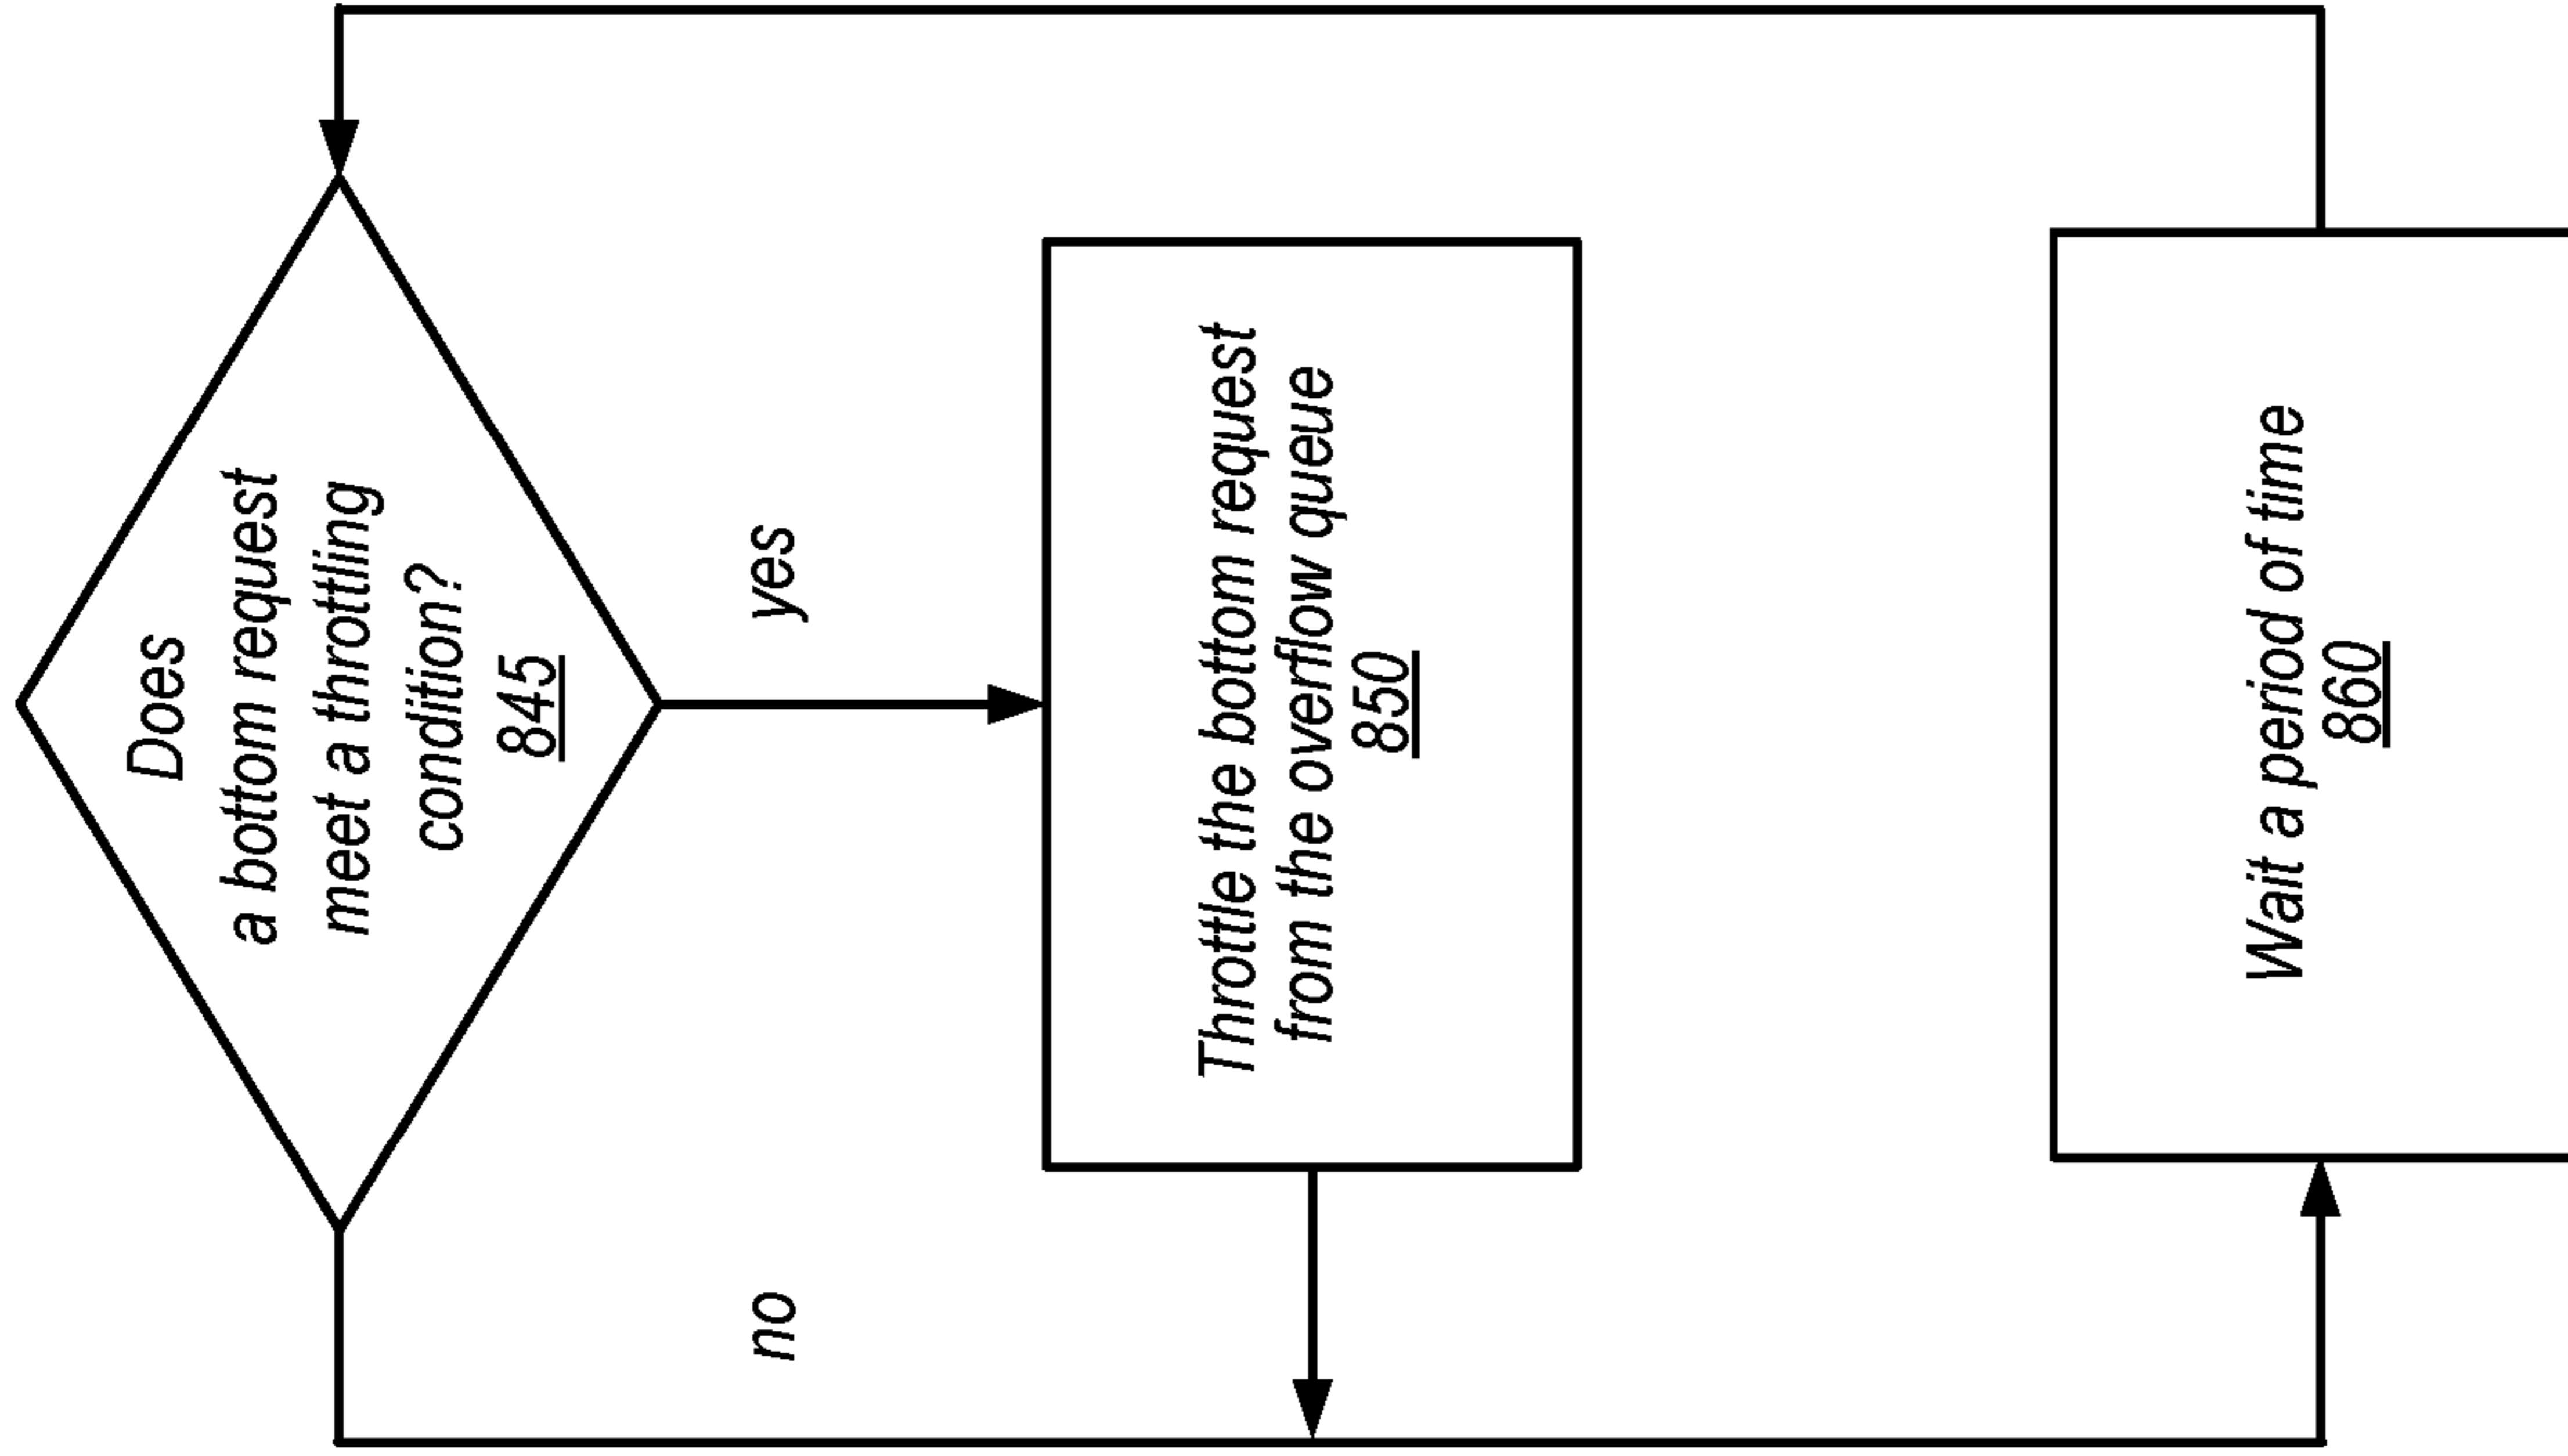 Does
a bottom request
meet a throttling
condition?
845
yes
no
Throttle the bottom request
from the overflow queue
850
Wait a period of time
860